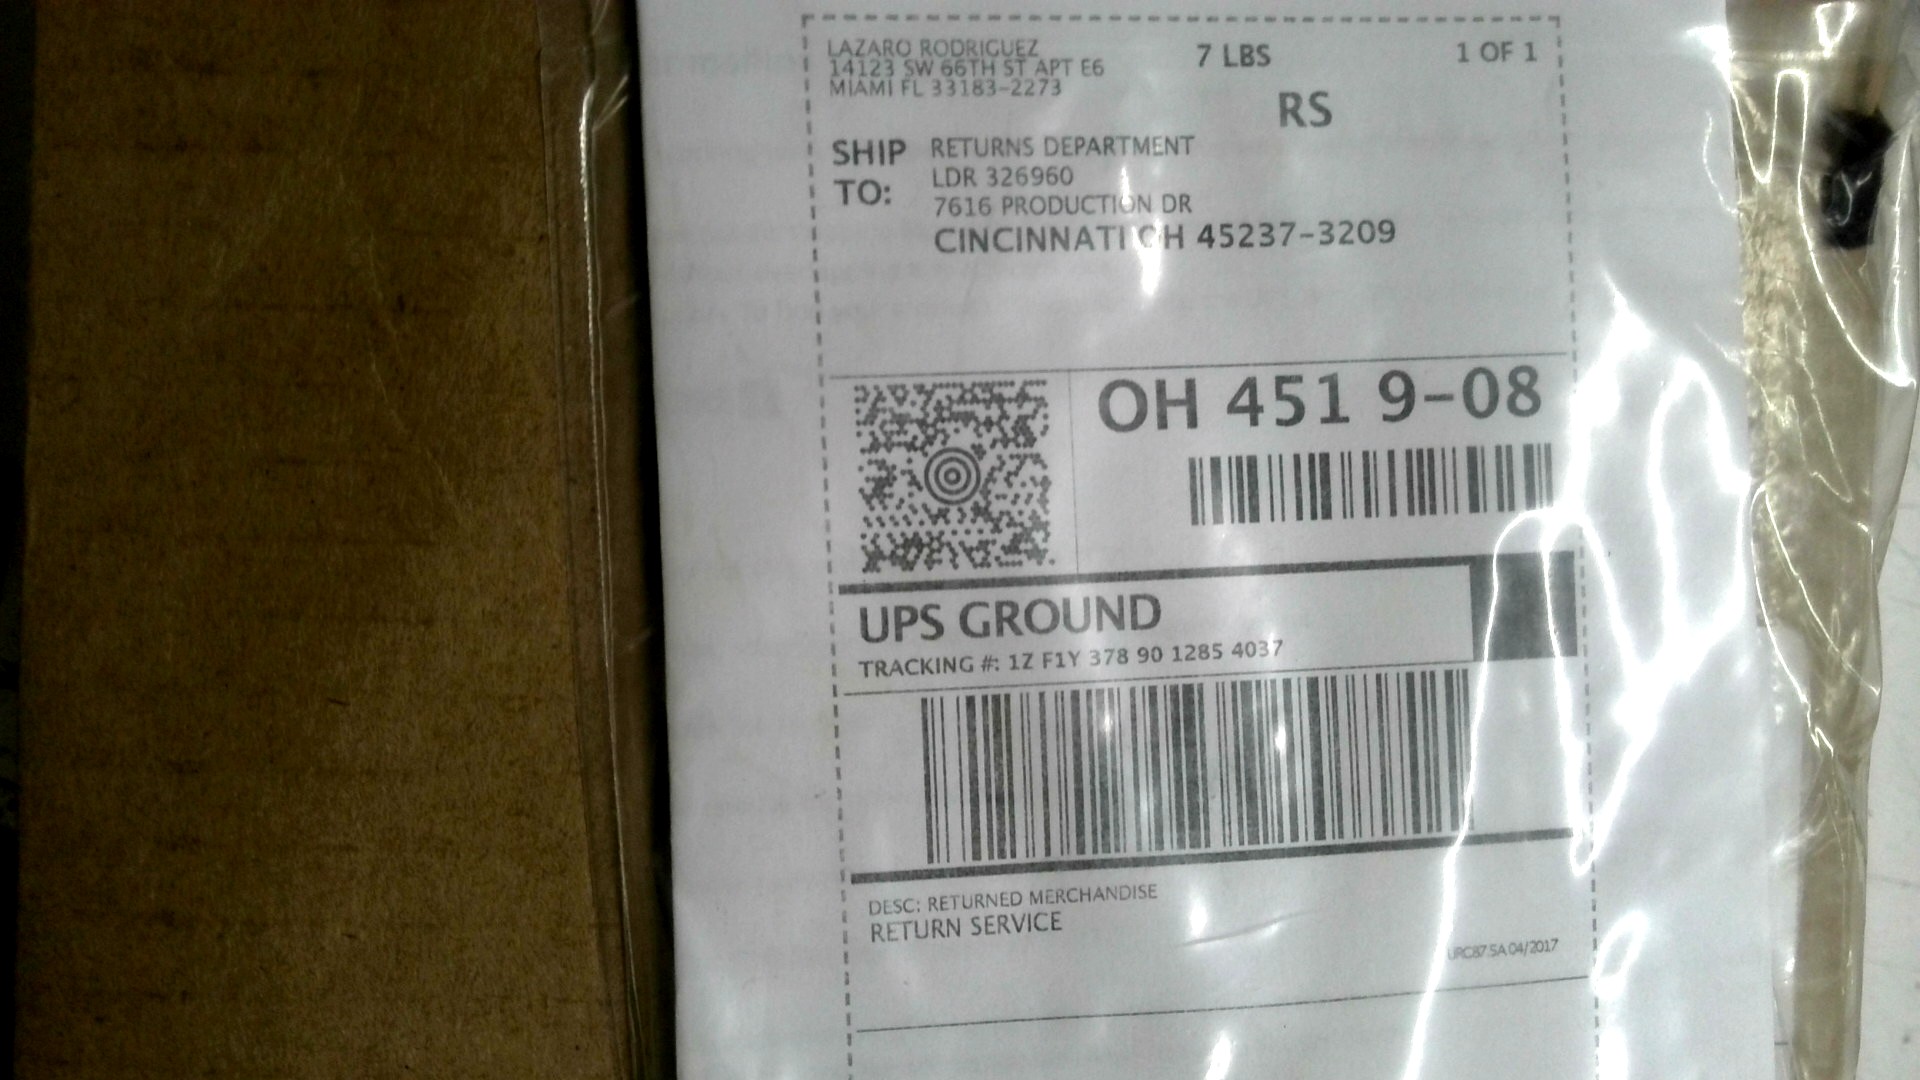 LAZARO RODRIGUEZ
14123 SW 66TH ST APT E6
MIAMI FL 33183-2273
7 LBS
1 OF 1
RS
SHIP TO:
RETURNS DEPARTMENT
LDR 326960
7616 PRODUCTION DR
CINCINNATI OH 45237-3209
OH 451 9-08
UPS GROUND
TRACKING #: 1Z F1Y 378 90 1285 4037
DESC: RETURNED MERCHANDISE
RETURN SERVICE
04/2017